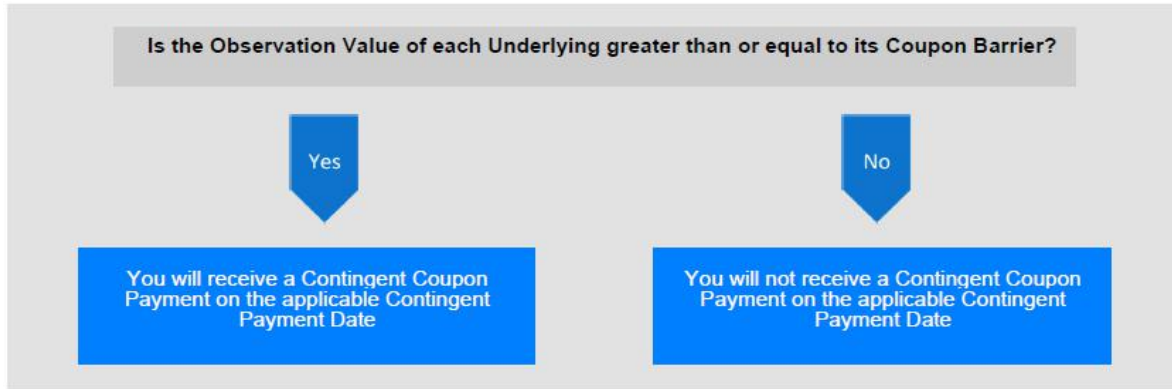 Is the Observation Value of each Underlying greater than or equal to its Coupon Barrier?
Yes
No
You will receive a Contingent Coupon
Payment on the applicable Contingent
Payment Date
You will not receive a Contingent Coupon
Payment on the applicable Contingent
Payment Date